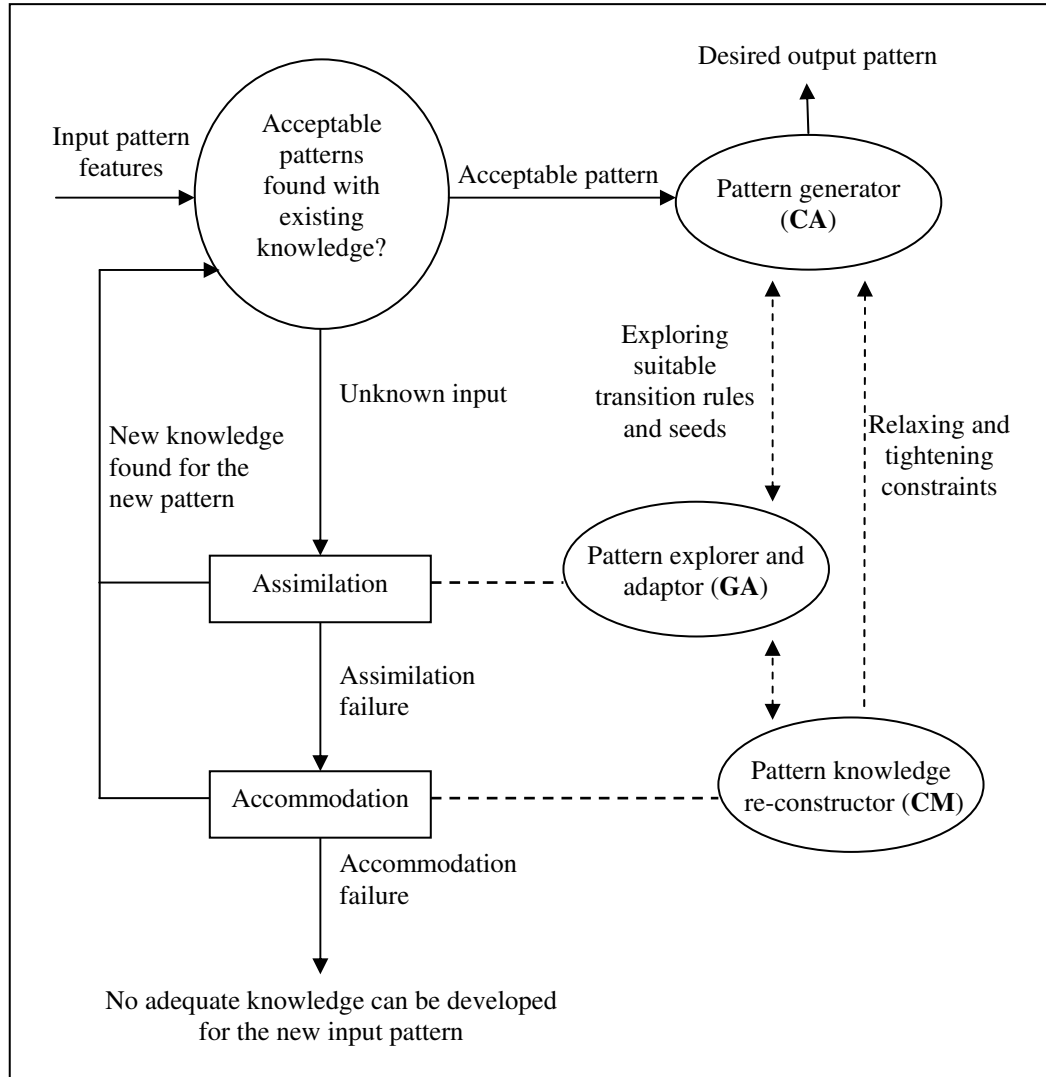 Desired output pattern
Input pattern
features
Acceptable
patterns
found with
existing
knowledge?
Acceptable pattern
Pattern generator
(CA)
Exploring
suitable
transition rules
and seeds
Unknown input
Relaxing and
tightening
constraints
New knowledge
found for the
new pattern
Assimilation
Pattern explorer and
adaptor (GA)
Assimilation
failure
Accommodation
Pattern knowledge
re-constructor (CM)
Accommodation
failure
No adequate knowledge can be developed
for the new input pattern